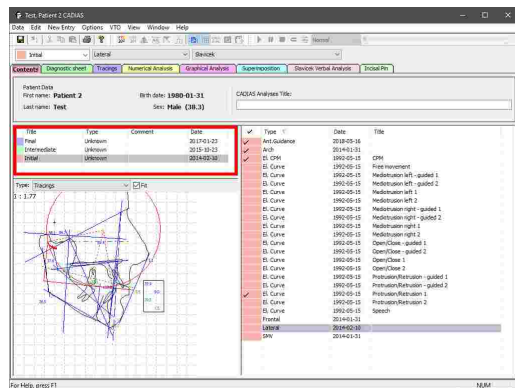 Test, Patient 2 CADIAS
Data Edit New Entry Options VTO View Window Help
Normal
Initial Lateral Slavicek
Contents Diagnostic sheet Tracings Numerical Analysis Graphical Analysis Superimposition Slavicek Verbal Analysis Incisal Pin
Patient Data
First name: Patient 2 Birth date: 1980-01-31 CADIAS Analyses Title:
Last name: Test Sex: Male (38.3)
Title Type Comment Date
Final Unknown 2017-01-23
Intermediate Unknown 2015-10-23
Initial Unknown 2014-02-10
Type: Tracings Fit
1 : 1.77
Type Date Title
Ant.Guidance 2018-05-16
Arch 2014-01-31
El. CPM 1992-05-15 CPM
El. Curve 1992-05-15 Free movement
El. Curve 1992-05-15 Mediotrusion left - guided 1
El. Curve 1992-05-15 Mediotrusion left - guided 2
El. Curve 1992-05-15 Mediotrusion left 1
El. Curve 1992-05-15 Mediotrusion left 2
El. Curve 1992-05-15 Mediotrusion right - guided 1
El. Curve 1992-05-15 Mediotrusion right - guided 2
El. Curve 1992-05-15 Mediotrusion right 1
El. Curve 1992-05-15 Mediotrusion right 2
El. Curve 1992-05-15 Open/Close - guided 1
El. Curve 1992-05-15 Open/Close - guided 2
El. Curve 1992-05-15 Open/Close 1
El. Curve 1992-05-15 Open/Close 2
El. Curve 1992-05-15 Protrusion/Retrusion - guided 1
El. Curve 1992-05-15 Protrusion/Retrusion - guided 2
El. Curve 1992-05-15 Protrusion/Retrusion 1
El. Curve 1992-05-15 Protrusion/Retrusion 2
El. Curve 1992-05-15 Speech
Frontal 2014-01-31
Lateral 2014-02-10
SMV 2014-01-31
For Help, press F1 NUM